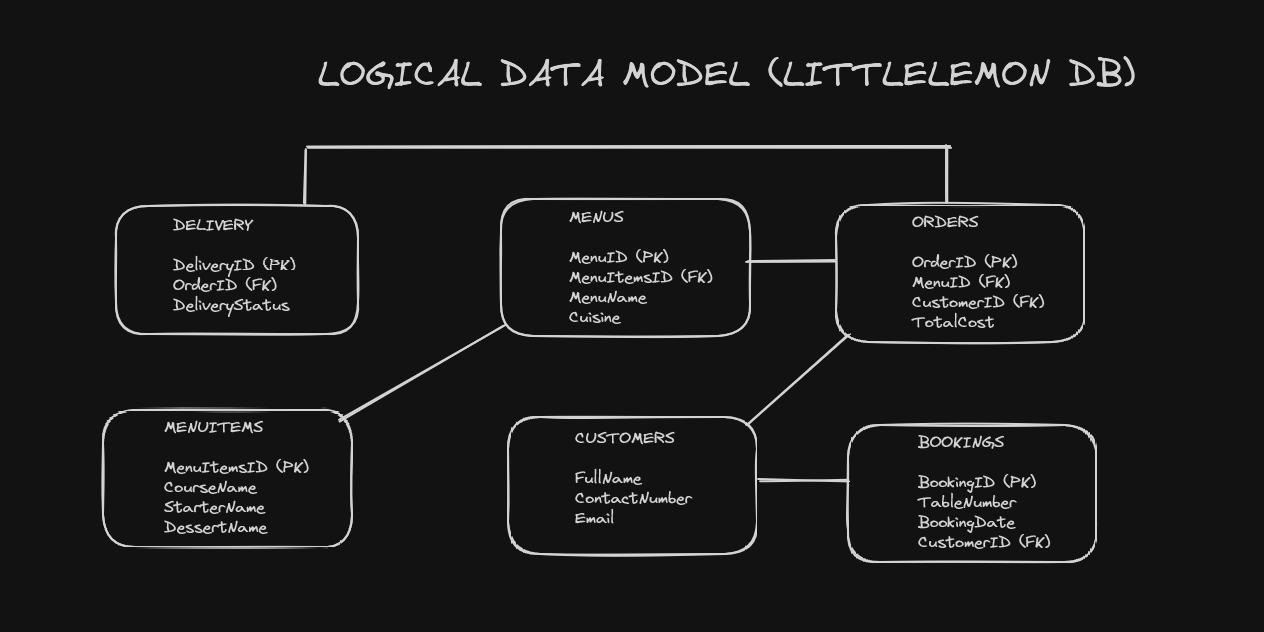 LOGICAL DATA MODEL (LITTLELEMON DB)
DELIVERY
DeliveryID (PK)
OrderID (FK)
DeliveryStatus
MENUS
MenuID (PK)
MenuItemsID (FK)
MenuName
Cuisine
ORDERS
OrderID (PK)
MenuID (FK)
CustomerID (FK)
TotalCost
MENUITEMS
MenuItemsID (PK)
CourseName
StarterName
DessertName
CUSTOMERS
FullName
ContactNumber
Email
BOOKINGS
BookingID (PK)
TableNumber
BookingDate
CustomerID (FK)